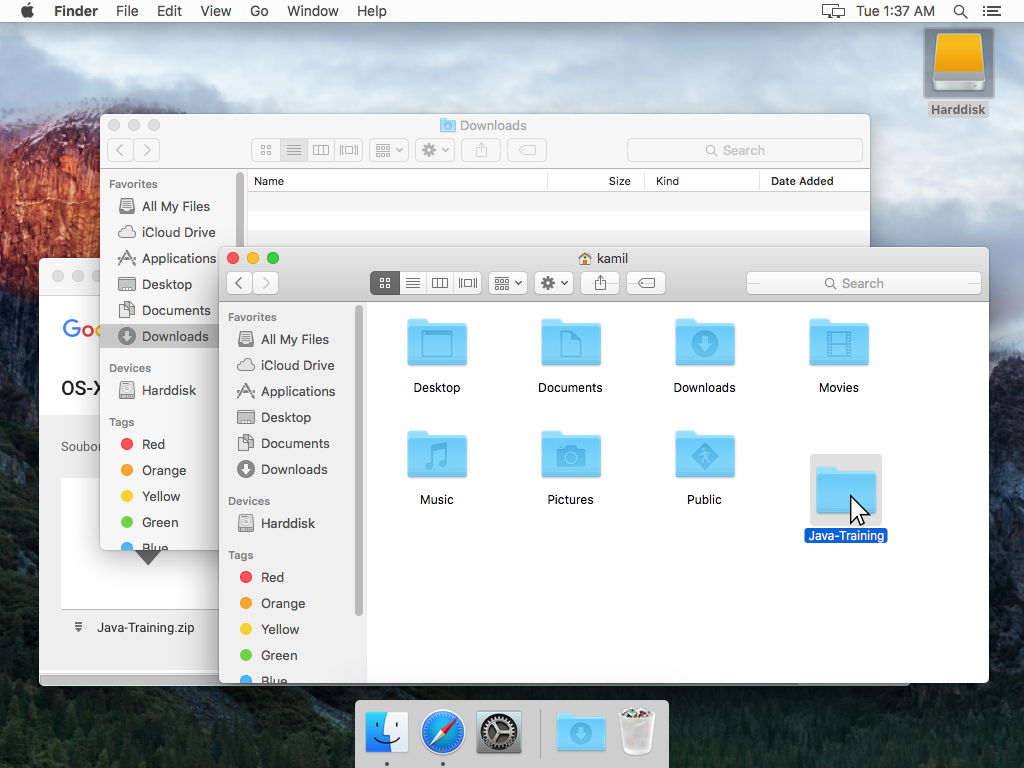 Finder File Edit View Go Window Help Tue 1:37 AM
Harddisk
Downloads
Search
Name Size Kind Date Added
Favorites
All My Files
iCloud Drive
Applications
Desktop
Documents
Downloads
Devices
Harddisk
Tags
Red
Orange
Yellow
Green
Blue
Goo
OS-X
Soubor
Java-Training.zip
kamil
Search
Favorites
All My Files
iCloud Drive
Applications
Desktop
Documents
Downloads
Devices
Harddisk
Tags
Red
Orange
Yellow
Green
Blue
Desktop Documents Downloads Movies
Music Pictures Public
Java-Training